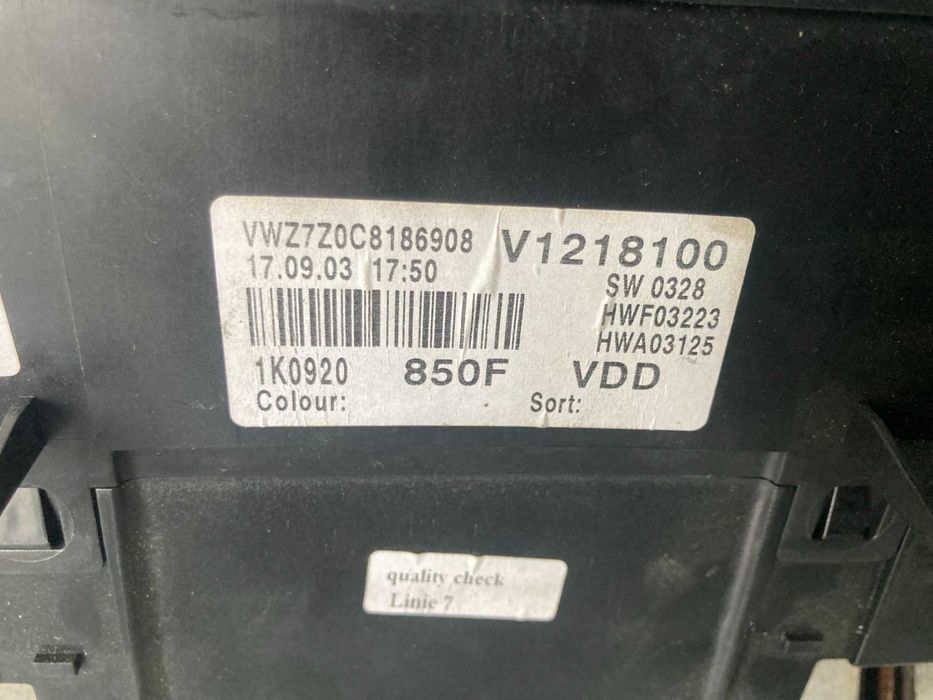 VWZ7Z0C8186908 V1218100
17.09.03 17:50 SW 0328
HWF03223
HWA03125
1K0920 850F VDD
Colour: Sort:
quality check
Linie 7